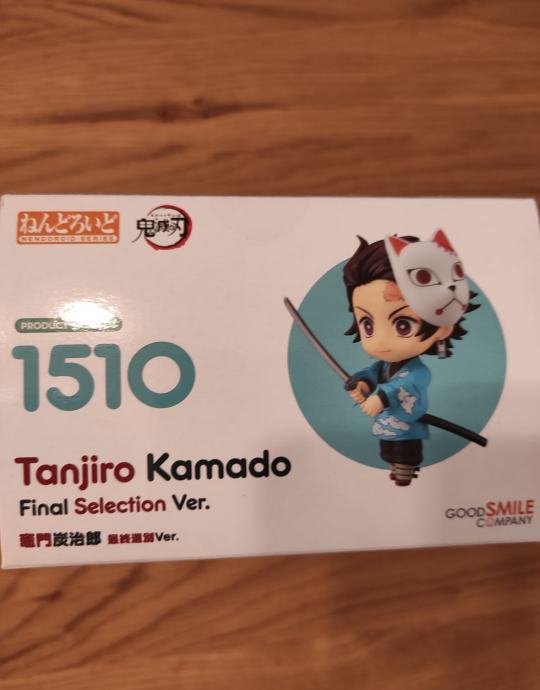 ねんどろいど
NENDOROID SERIES
鬼滅の刃
PRODUCT
1510
Tanjiro Kamado
Final Selection Ver.
竈門炭治郎 最終選別Ver.
GOOD SMILE
COMPANY